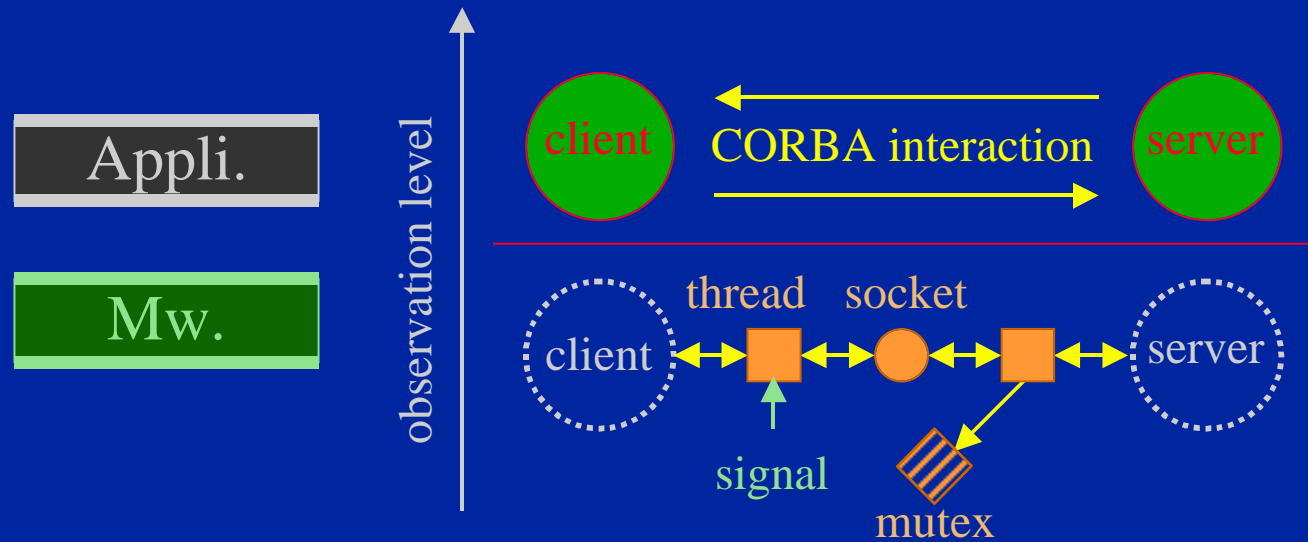 Appli.
Mw.
observation level
client
CORBA interaction
server
thread
socket
client
server
signal
mutex